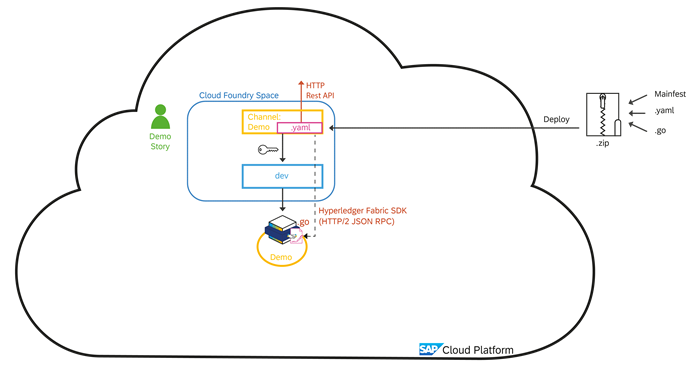 HTTP
Rest API
Cloud Foundry Space
Channel:
Demo
.yaml
Demo
Story
dev
Hyperledger Fabric SDK
(HTTP/2 JSON RPC)
.go
Demo
Deploy
.zip
Mainfest
.yaml
.go
SAP Cloud Platform